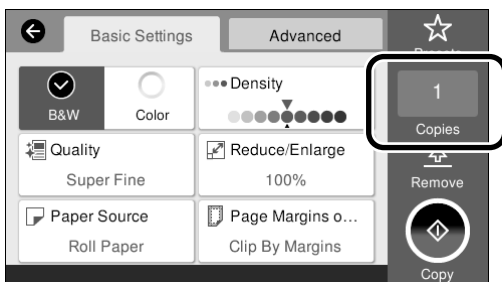 Basic Settings
Advanced
B&W
Color
Density
Quality
Super Fine
Reduce/Enlarge
100%
Paper Source
Roll Paper
Page Margins o...
Clip By Margins
1
Copies
Remove
Copy